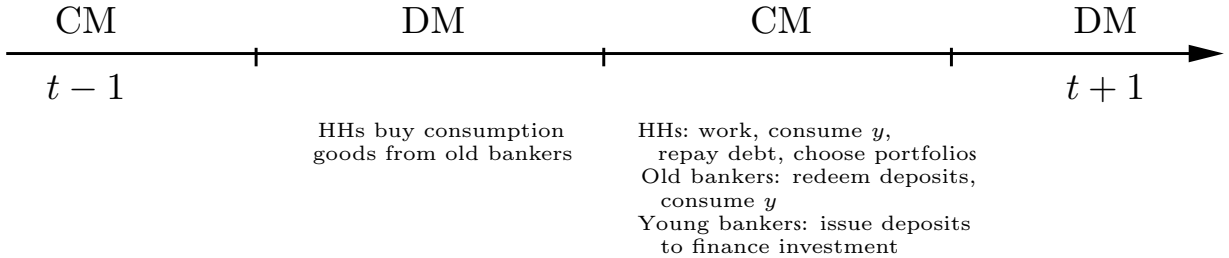 CM DM CM DM
t − 1 t + 1
HHs buy consumption
goods from old bankers
HHs: work, consume y,
repay debt, choose portfolios
Old bankers: redeem deposits,
consume y
Young bankers: issue deposits
to finance investment